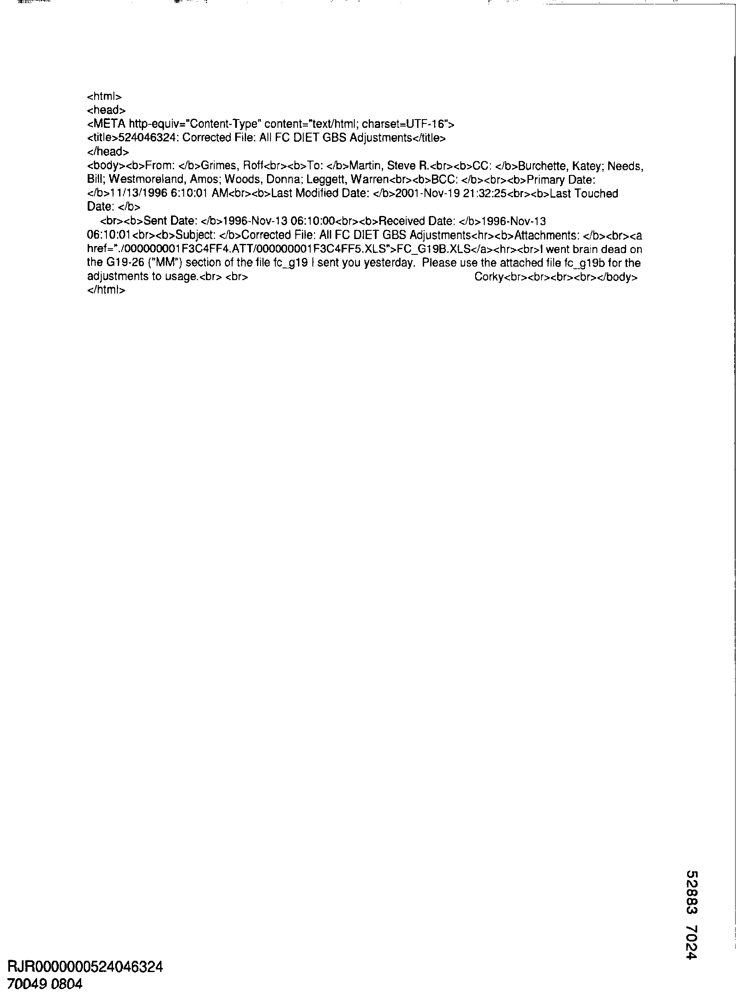 <html>
<head>
<META http-equiv="Content-Type" content="text/html; charset=UTF-16">
<title>524046324: Corrected File: All FC DIET GBS Adjustments</title>
</head>
<body><b>From: </b>Grimes, Roff<br><b>To: </b>Martin, Steve R.<br><b>CC: </b>Burchette, Katey; Needs,
Bill; Westmoreland, Amos; Woods, Donna; Leggett, Warren<br><b>BCC: </b><br><b>Primary Date:
</b>11/13/1996 6:10:01 AM<br><b>Last Modified Date: </b>2001-Nov-19 21:32:25<br><b>Last Touched
Date: </b>
<br><b>Sent Date: </b>1996-Nov-13 06:10:00<br><b>Received Date: </b>1996-Nov-13
06:10:01<br><b>Subject: </b>Corrected File: All FC DIET GBS Adjustments<hr><b>Attachments: </b><br><a
href="./000000001F3C4FF4.ATT/000000001F3C4FF5.XLS">FC_G19B.XLS</a><hr><br>I went brain dead on
the G19-26 ("MM") section of the file fc_g19 I sent you yesterday.  Please use the attached file fc_g19b for the
adjustments to usage.<br> <br> Corky<br><br><br><br></body>
</html>
52883 7024
RJR0000000524046324
70049 0804